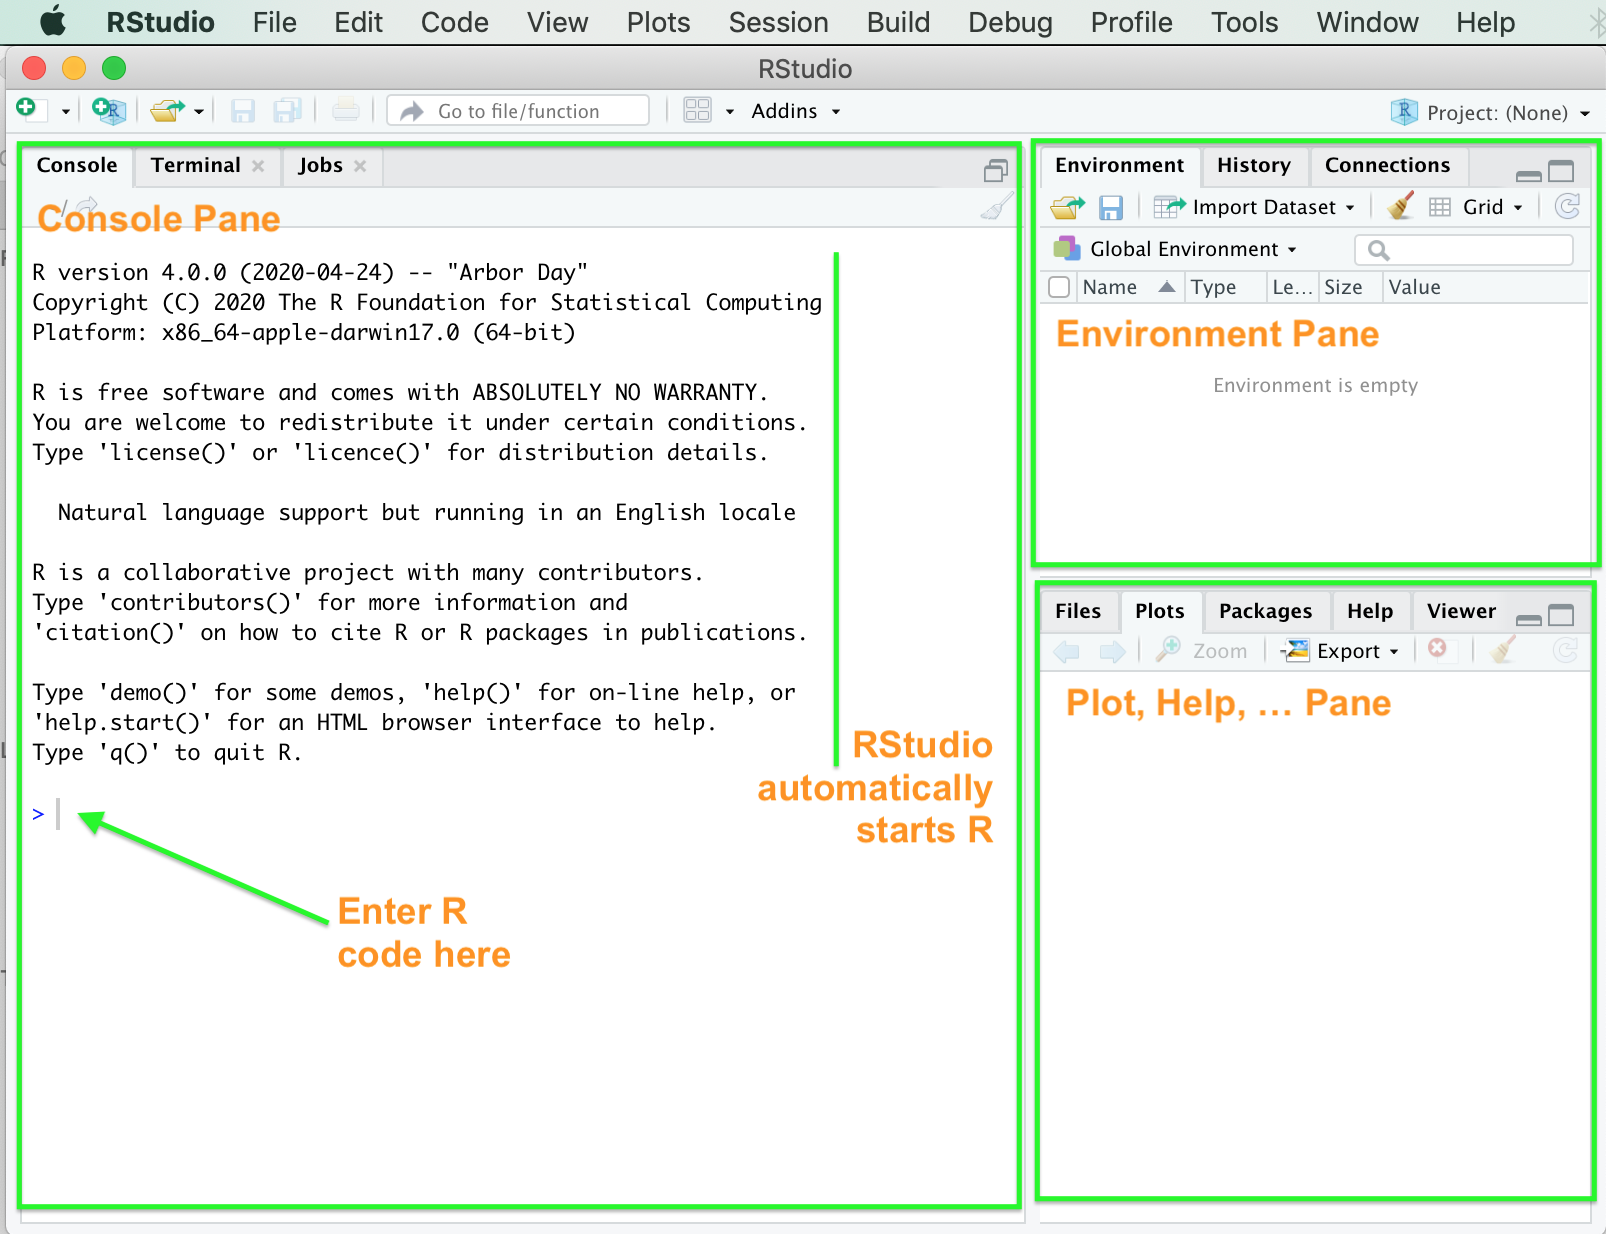 RStudio File Edit Code View Plots Session Build Debug Profile Tools Window Help
RStudio
Go to file/function Addins Project: (None)
Console Terminal Jobs
Console Pane
R version 4.0.0 (2020-04-24) -- "Arbor Day"
Copyright (C) 2020 The R Foundation for Statistical Computing
Platform: x86_64-apple-darwin17.0 (64-bit)
R is free software and comes with ABSOLUTELY NO WARRANTY.
You are welcome to redistribute it under certain conditions.
Type 'license()' or 'licence()' for distribution details.
Natural language support but running in an English locale
R is a collaborative project with many contributors.
Type 'contributors()' for more information and
'citation()' on how to cite R or R packages in publications.
Type 'demo()' for some demos, 'help()' for on-line help, or
'help.start()' for an HTML browser interface to help.
Type 'q()' to quit R.
>
RStudio
automatically
starts R
Enter R
code here
Environment History Connections
Import Dataset Grid
Global Environment
Name Type Le... Size Value
Environment Pane
Environment is empty
Files Plots Packages Help Viewer
Zoom Export
Plot, Help, ... Pane